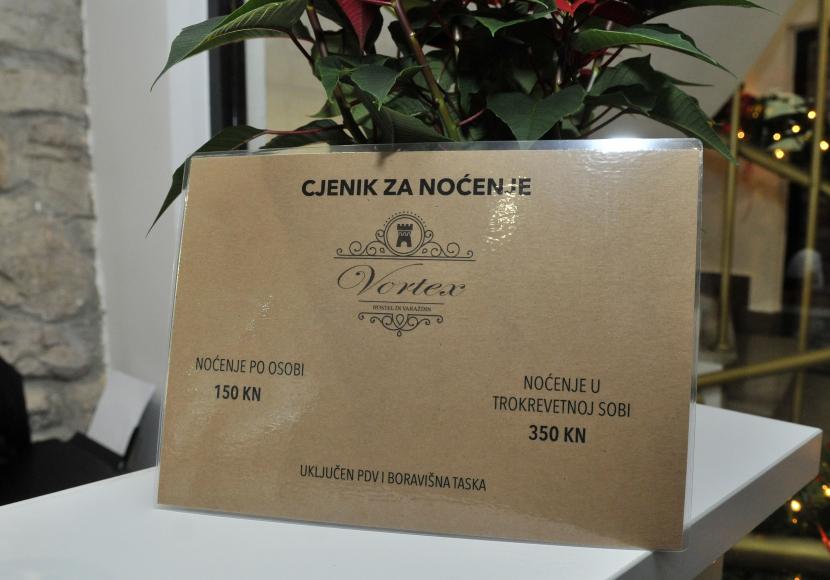 CJENIK ZA NOĆENJE
Vortex
HOSTEL IN VARAŽDIN
NOĆENJE PO OSOBI
150 KN
NOĆENJE U
TROKREVETNOJ SOBI
350 KN
UKLJUČEN PDV I BORAVIŠNA TASKA